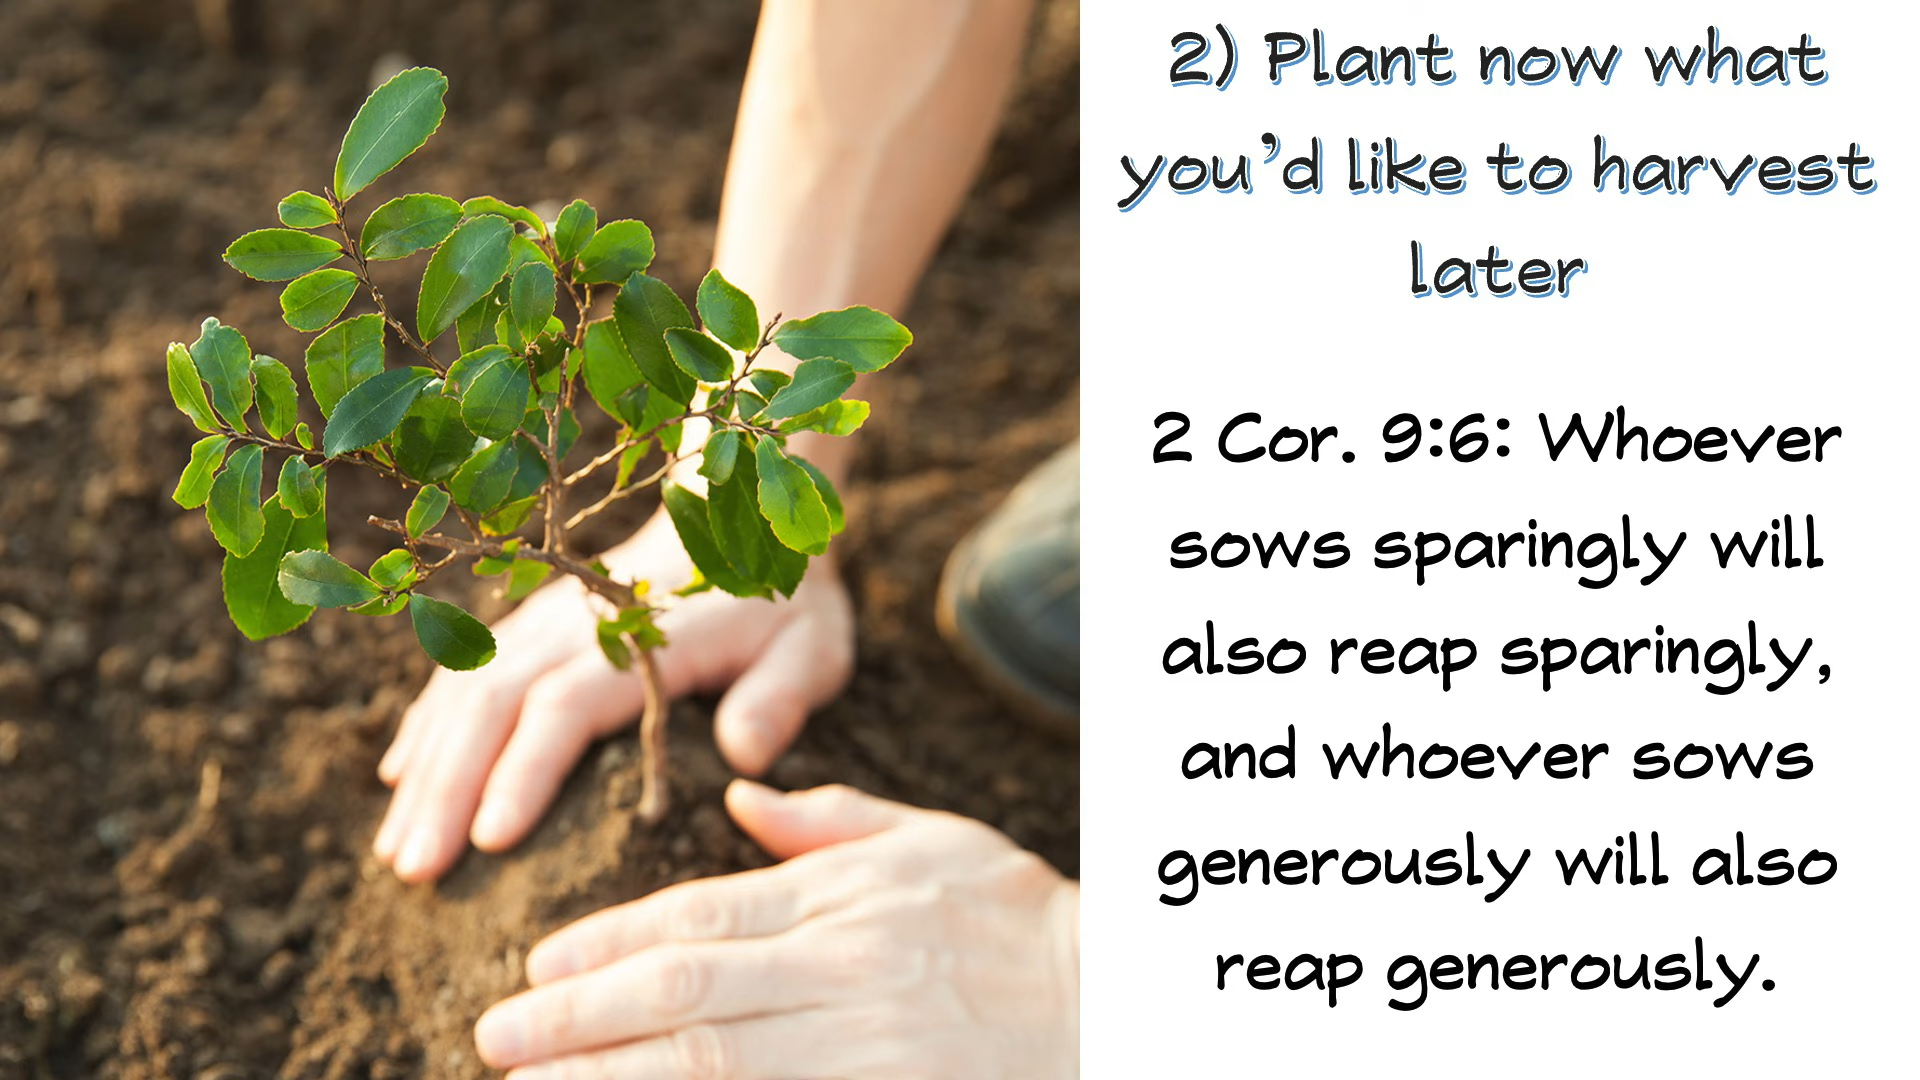 2) Plant now what
you’d like to harvest
later
2 Cor. 9:6: Whoever
sows sparingly will
also reap sparingly,
and whoever sows
generously will also
reap generously.